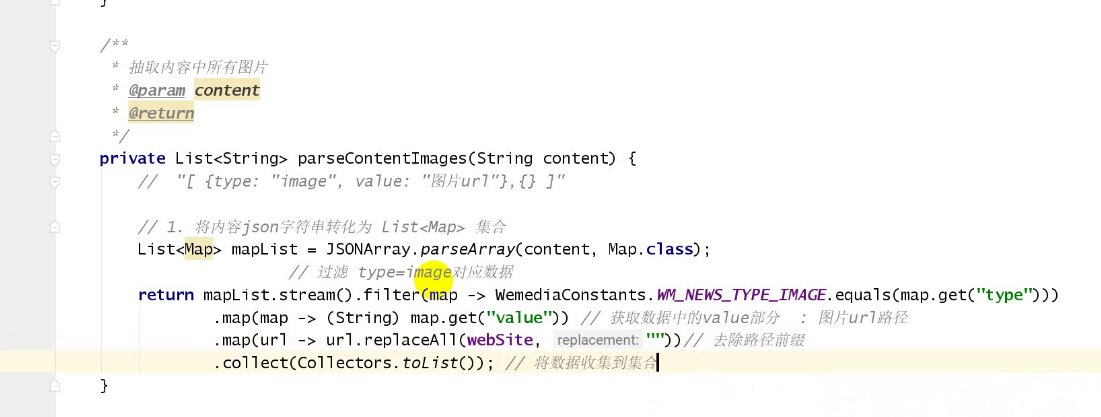 }
/**
 * 抽取内容中所有图片
 * @param content
 * @return
 */
private List<String> parseContentImages(String content) {
// "[ {type: "image", value: "图片url"},{} ]"
// 1. 将内容json字符串转化为 List<Map> 集合
List<Map> mapList = JSONArray.parseArray(content, Map.class);
// 过滤 type=image对应数据
return mapList.stream().filter(map -> WemediaConstants.WM_NEWS_TYPE_IMAGE.equals(map.get("type")))
.map(map -> (String) map.get("value")) // 获取数据中的value部分 : 图片url路径
.map(url -> url.replaceAll(webSite, replacement: ""))// 去除路径前缀
.collect(Collectors.toList()); // 将数据收集到集合
}